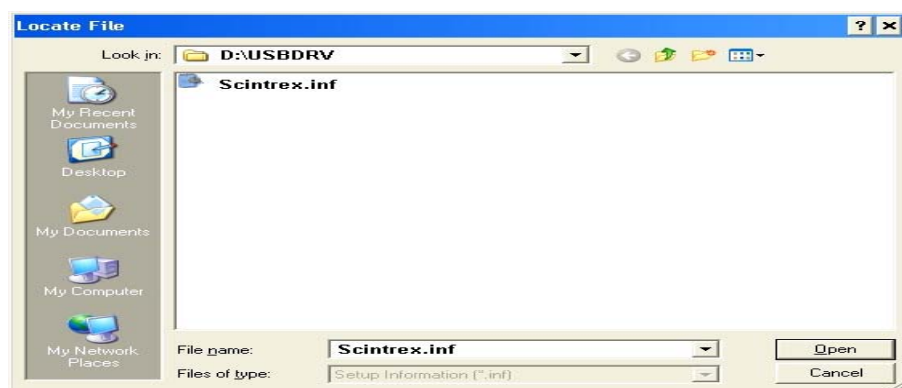 Locate File
Look in: D:\USBDRV
Scintrex.inf
My Recent
Documents
Desktop
My Documents
My Computer
My Network
Places
File name: Scintrex.inf Open
Files of type: Setup Information (*.inf) Cancel